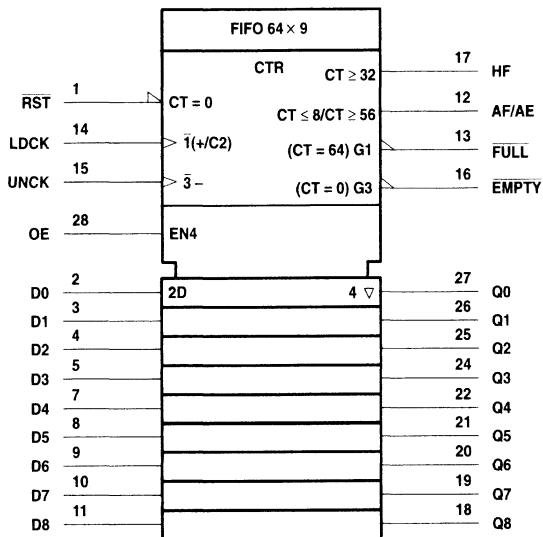 FIFO 64 × 9
CTR
CT ≥ 32
17
HF
R̅S̅T̅
1
CT = 0
CT ≤ 8/CT ≥ 56
12
AF/AE
LDCK
14
1̅(+/C2)
(CT = 64) G1
13
F̅U̅L̅L̅
UNCK
15
3̅ –
(CT = 0) G3
16
E̅M̅P̅T̅Y̅
OE
28
EN4
D0
2
2D
4 ▽
27
Q0
D1
3
26
Q1
D2
4
25
Q2
D3
5
24
Q3
D4
7
22
Q4
D5
8
21
Q5
D6
9
20
Q6
D7
10
19
Q7
D8
11
18
Q8